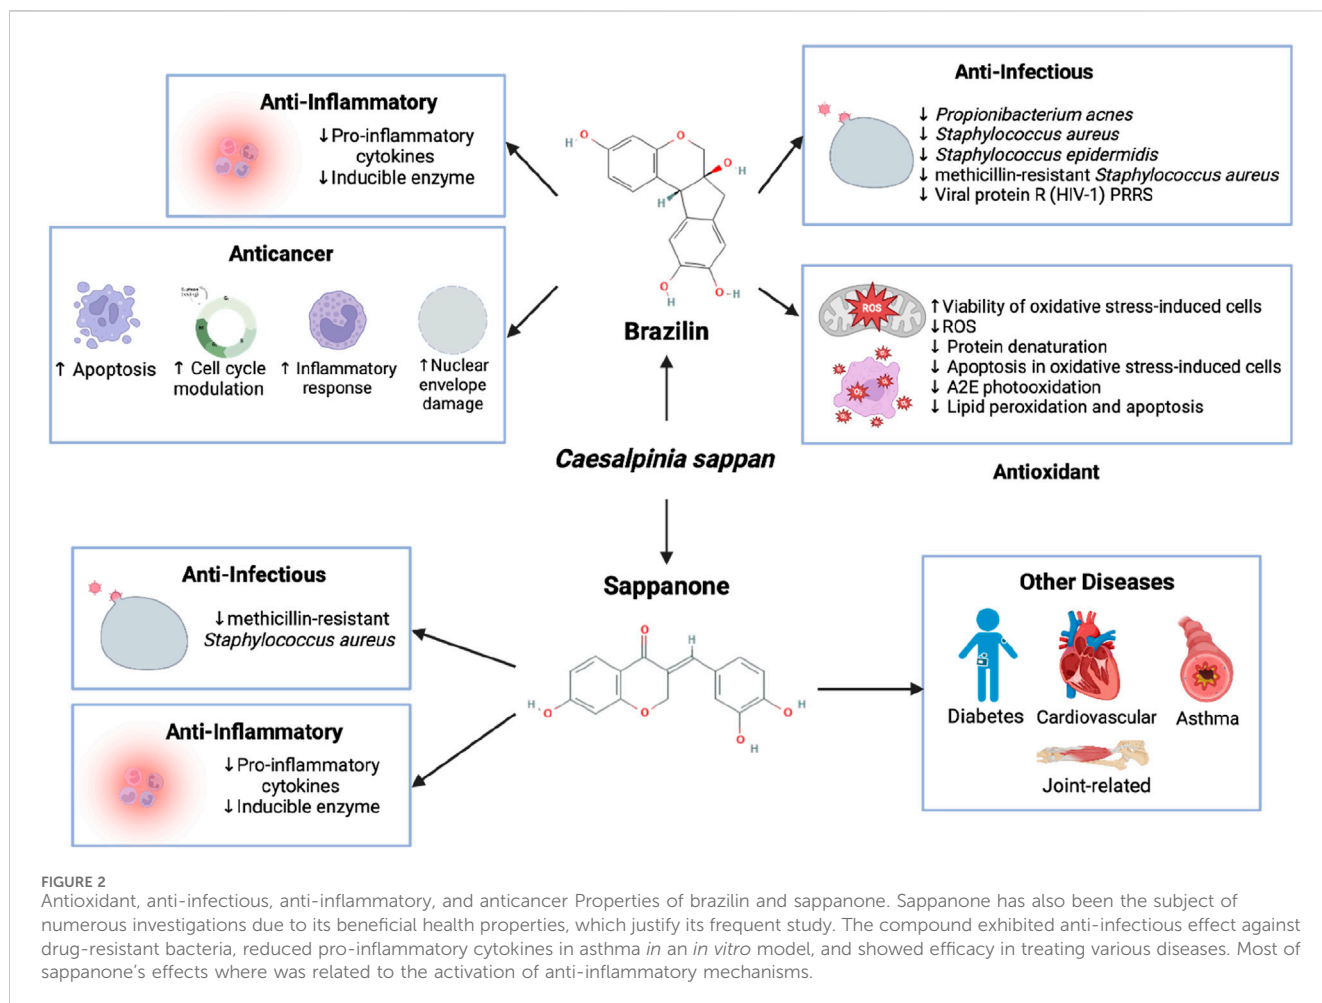 Anti-Inflammatory
↓Pro-inflammatory
cytokines
↓Inducible enzyme
Anticancer
↑ Apoptosis
↑ Cell cycle
modulation
↑ Inflammatory
response
↑Nuclear
envelope
damage
H O
O
O H
H
O H
O-H
Brazilin
Anti-Infectious
↓ Propionibacterium acnes
↓ Staphylococcus aureus
↓ Staphylococcus epidermidis
↓ methicillin-resistant Staphylococcus aureus
↓ Viral protein R (HIV-1) PRRS
ROS
↑Viability of oxidative stress-induced cells
↓ROS
↓ Protein denaturation
↓ Apoptosis in oxidative stress-induced cells
↓ A2E photooxidation
↓ Lipid peroxidation and apoptosis
Antioxidant
Caesalpinia sappan
Sappanone
O
H
H O
O
O H
O H
Anti-Infectious
↓methicillin-resistant
Staphylococcus aureus
Anti-Inflammatory
↓Pro-inflammatory
cytokines
↓Inducible enzyme
Other Diseases
Diabetes
Cardiovascular
Asthma
Joint-related
FIGURE 2
Antioxidant, anti-infectious, anti-inflammatory, and anticancer Properties of brazilin and sappanone. Sappanone has also been the subject of
numerous investigations due to its beneficial health properties, which justify its frequent study. The compound exhibited anti-infectious effect against
drug-resistant bacteria, reduced pro-inflammatory cytokines in asthma in an in vitro model, and showed efficacy in treating various diseases. Most of
sappanone's effects where was related to the activation of anti-inflammatory mechanisms.